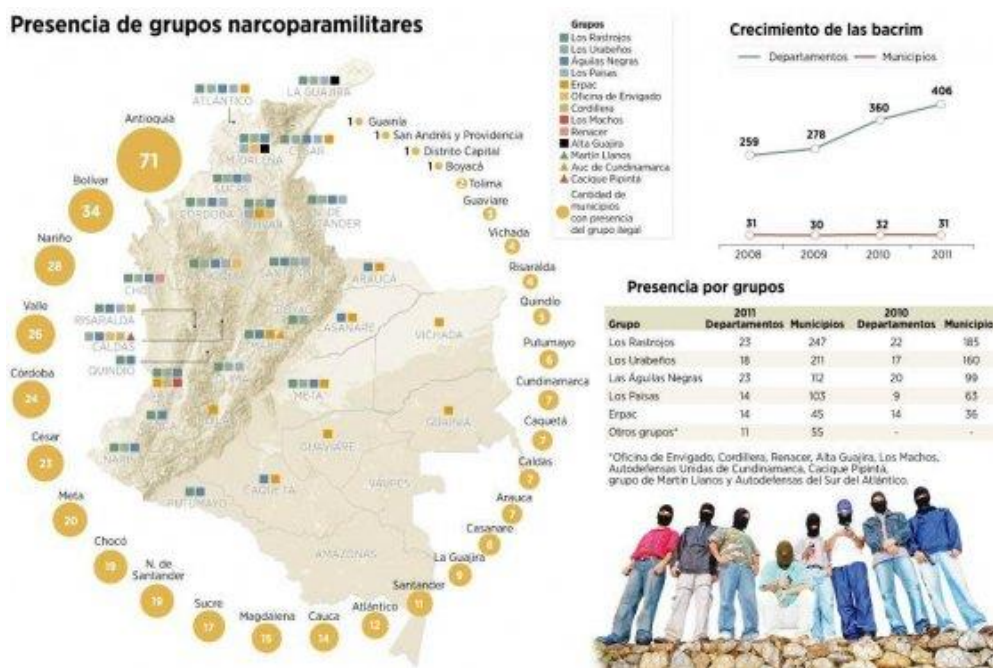 Presencia de grupos narcoparamilitares
Grupos
Los Rastrojos
Los Urabeños
Águilas Negras
Los Paisas
Erpac
Oficina de Envigado
Cordillera
Los Machos
Renacer
Alta Guajira
Martín Llanos
Auc de Cundinamarca
Cacique Pipintá
Cantidad de
municipios
con presencia
del grupo ilegal
LA GUAJIRA
ATLÁNTICO
CESAR
SUCRE
CÓRDOBA
ARAUCA
CASANARE
VICHADA
RISARALDA
CALDAS
QUINDÍO
META
GUAINÍA
GUAVIARE
VAUPÉS
CAQUETÁ
PUTUMAYO
AMAZONAS
Antioquia
71
Bolívar
34
Nariño
28
Valle
26
Córdoba
24
César
23
Meta
20
Chocó
19
N. de
Santander
19
Sucre
17
Magdalena
15
Cauca
14
Atlántico
12
Santander
11
La Guajira
9
Casanare
8
Arauca
7
Caldas
7
Caquetá
7
Cundinamarca
7
Putumayo
6
Quindío
5
Risaralda
4
Vichada
4
Guaviare
3
Tolima
2
1 Boyacá
1 Distrito Capital
1 San Andrés y Providencia
1 Guainía
Crecimiento de las bacrim
Departamentos Municipios
259 278 360 406
31 30 32 31
2008 2009 2010 2011
Presencia por grupos
2011 2010
Grupo Departamentos Municipios Departamentos Municipio
Los Rastrojos 23 247 22 185
Los Urabeños 18 211 17 160
Las Águilas Negras 23 112 20 99
Los Paisas 14 103 9 63
Erpac 14 45 14 36
Otros grupos* 11 55 - -
*Oficina de Envigado, Cordillera, Renacer, Alta Guajira, Los Machos,
Autodefensas Unidas de Cundinamarca, Cacique Pipintá,
grupo de Martín Llanos y Autodefensas del Sur del Atlántico.